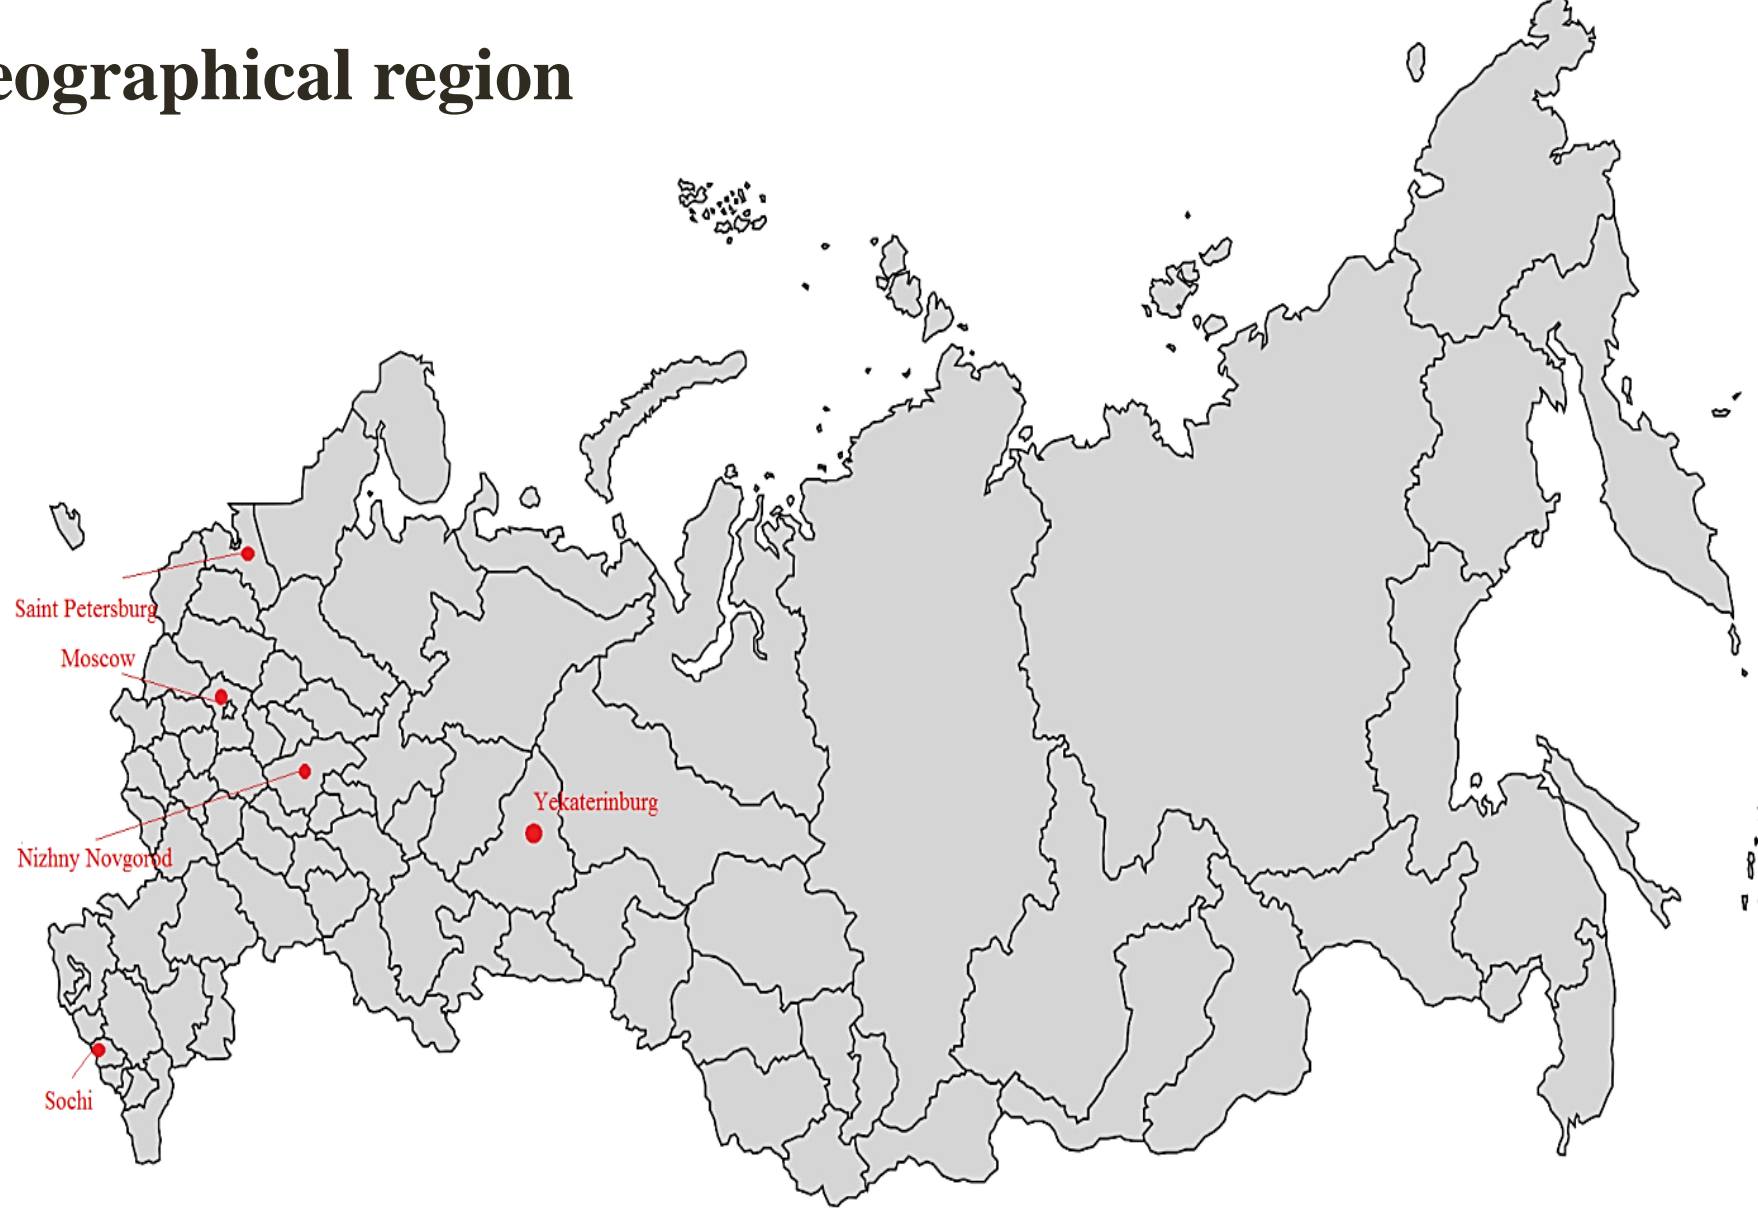 eographical region
Saint Petersburg
Moscow
Yekaterinburg
Nizhny Novgorod
Sochi